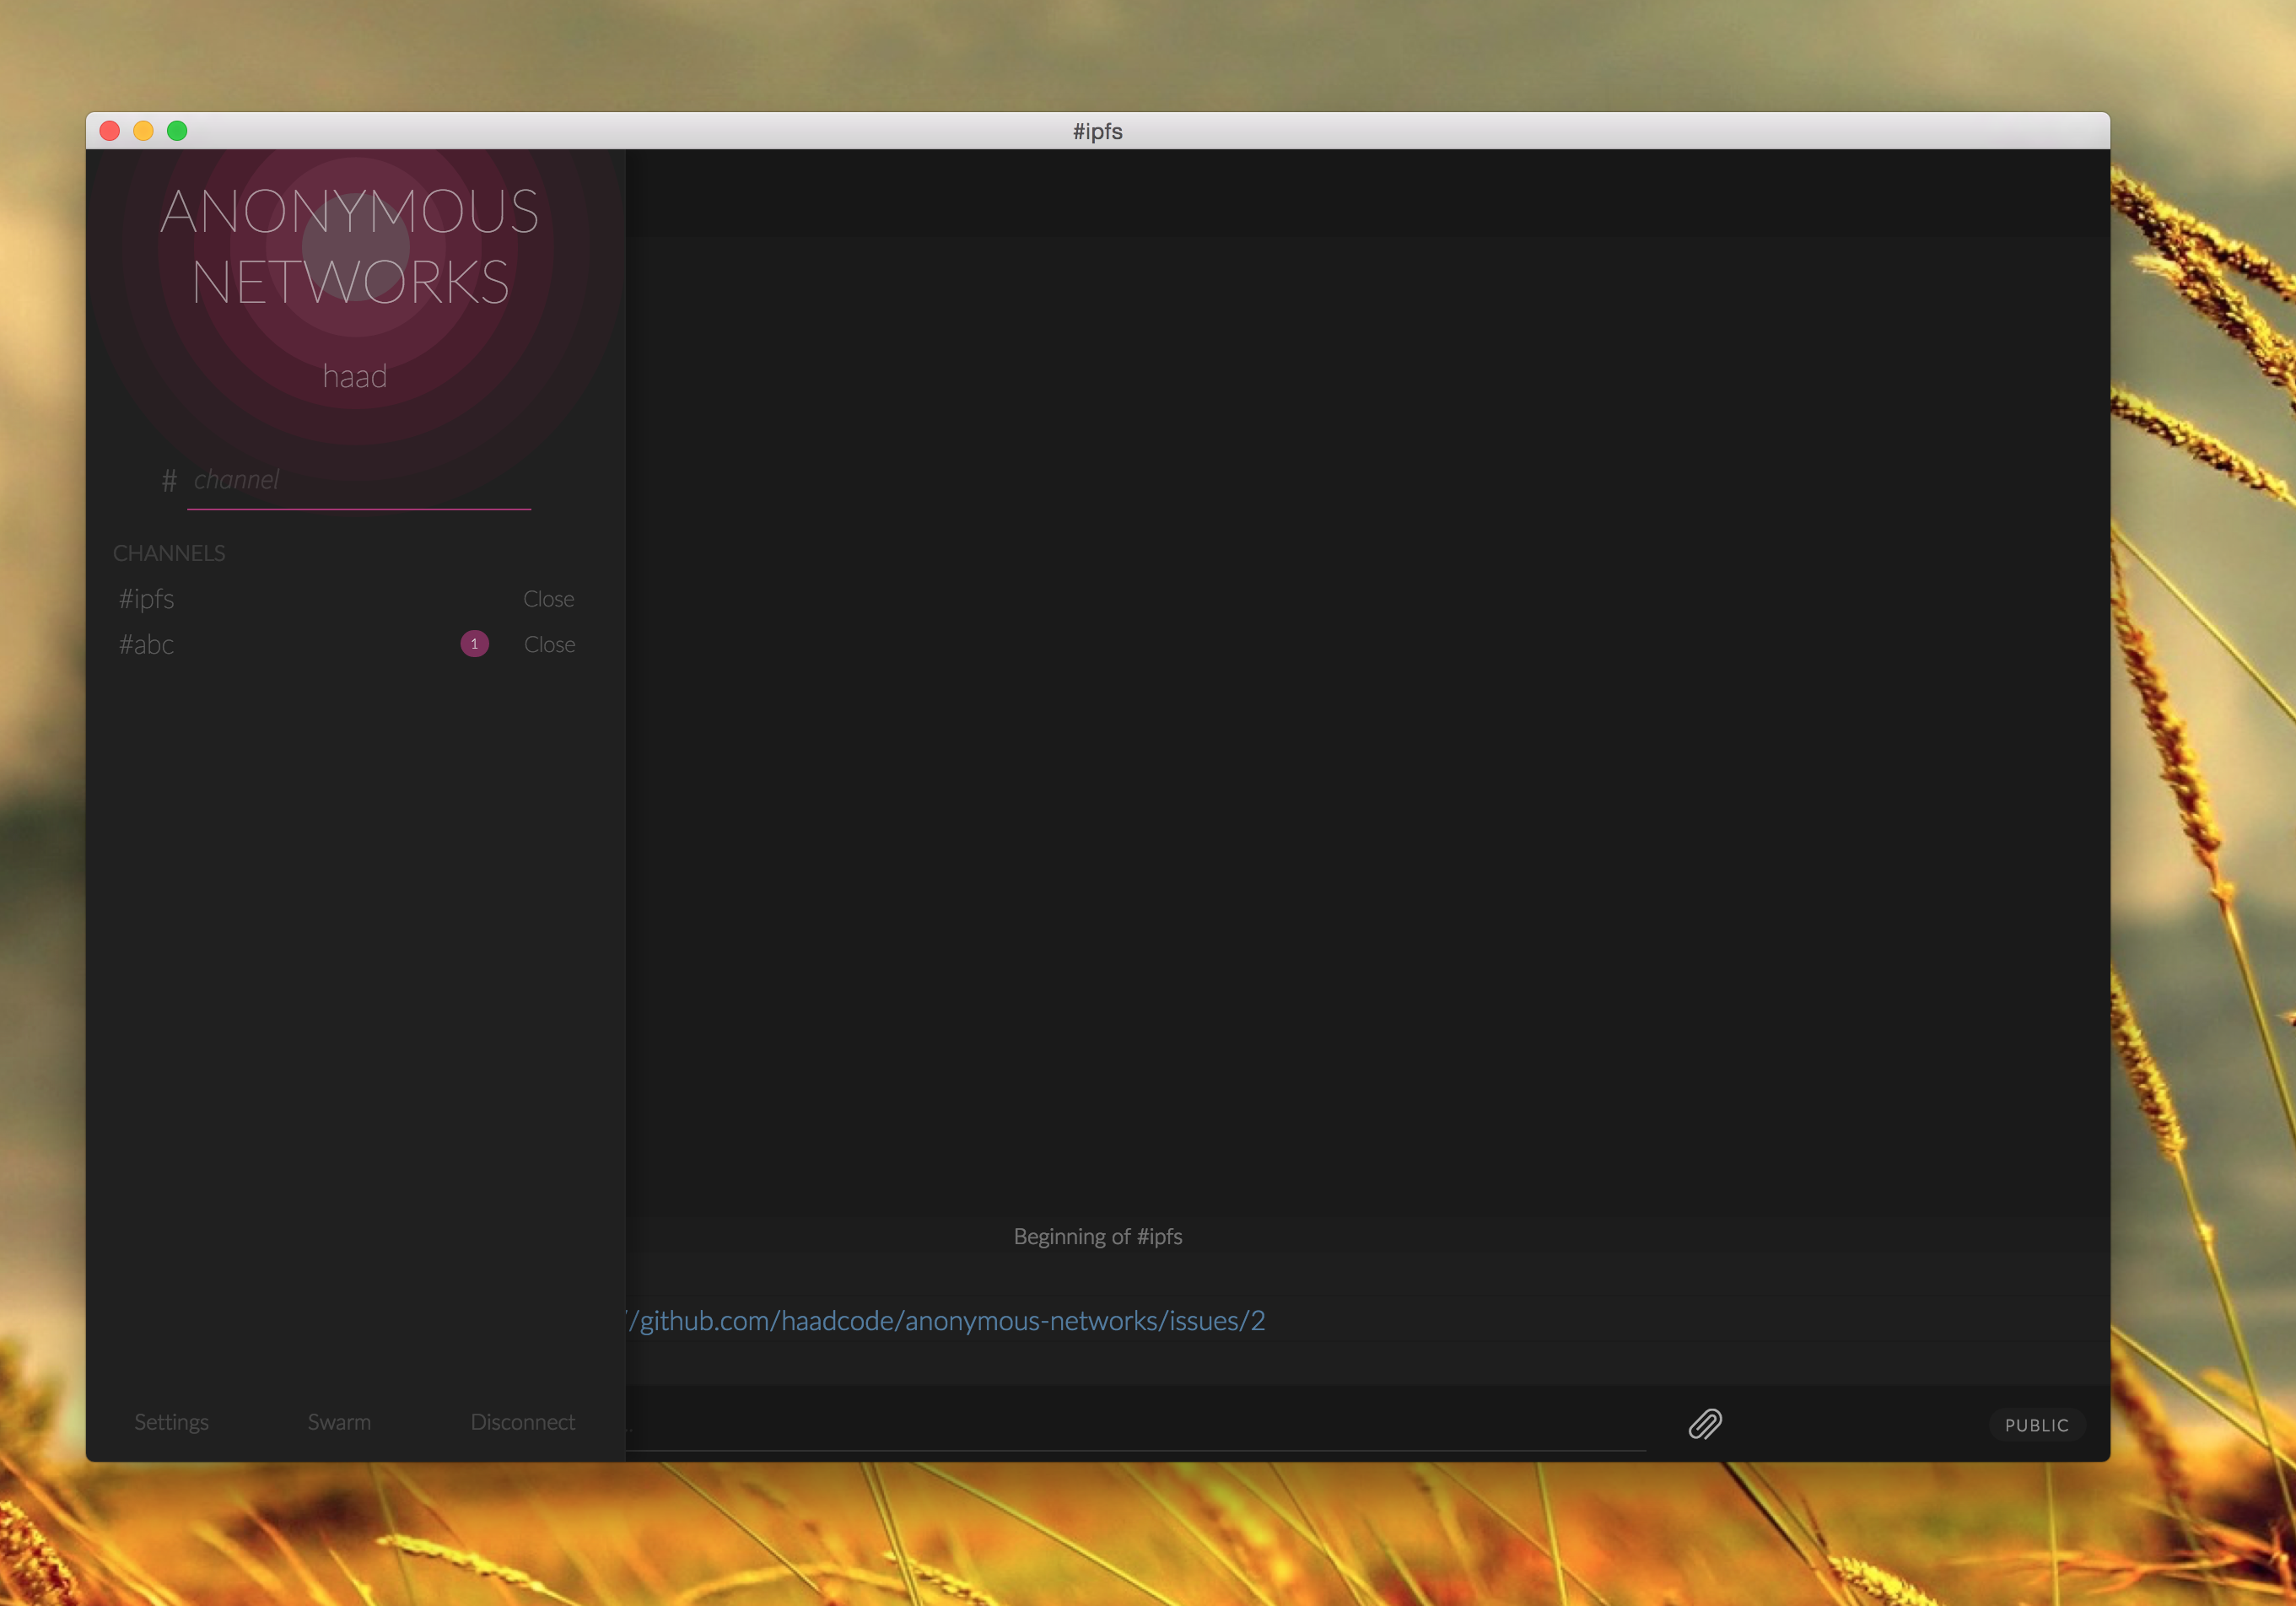 #ipfs
ANONYMOUS
NETWORKS
haad
# channel
CHANNELS
#ipfs Close
#abc 1 Close
Beginning of #ipfs
//github.com/haadcode/anonymous-networks/issues/2
Settings Swarm Disconnect
PUBLIC